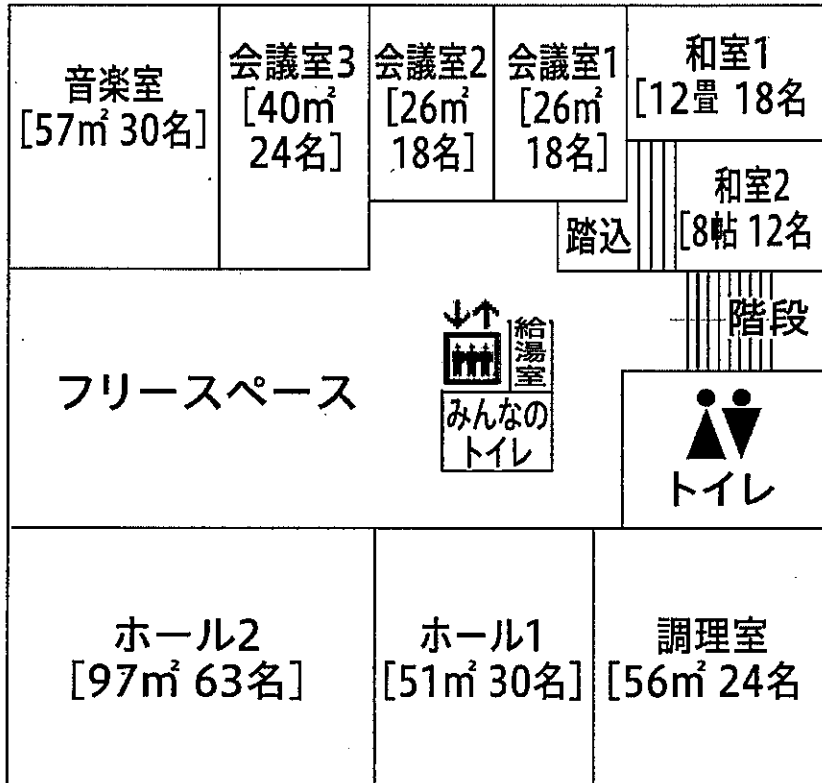 音楽室
[57㎡ 30名]
会議室3
[40㎡
24名]
会議室2
[26㎡
18名]
会議室1
[26㎡
18名]
和室1
[12畳 18名
和室2
[8帖 12名
踏込
階段
給湯室
フリースペース
みんなの
トイレ
トイレ
ホール2
[97㎡ 63名]
ホール1
[51㎡ 30名]
調理室
[56㎡ 24名